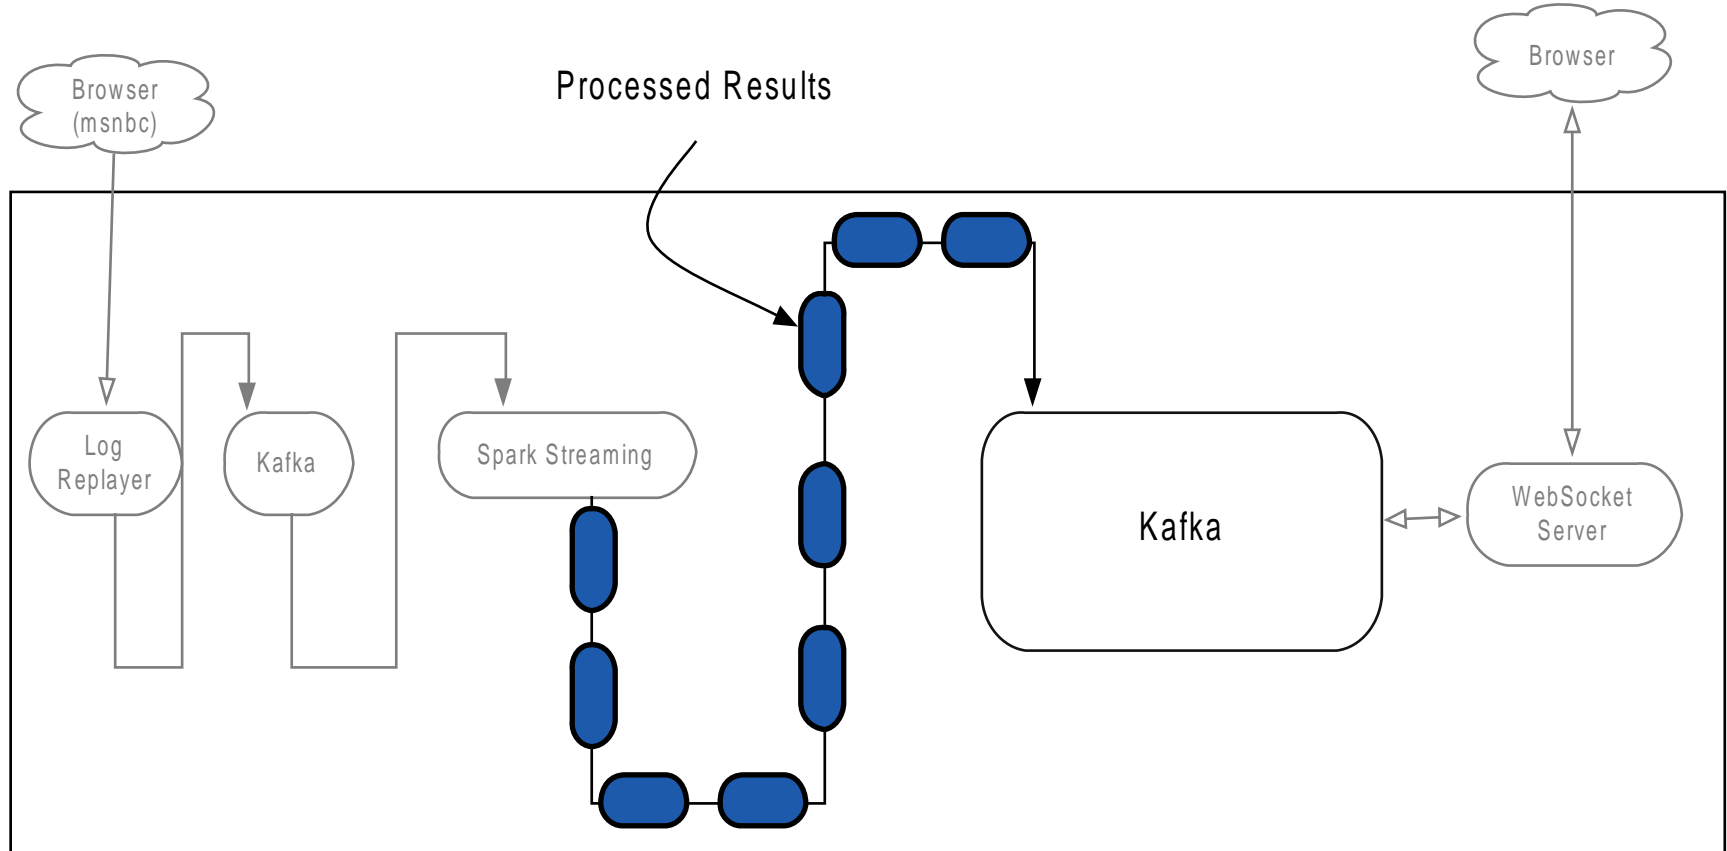 Browser
(msnbc)
Processed Results
Browser
Log
Replayer
Kafka
Spark Streaming
Kafka
WebSocket
Server